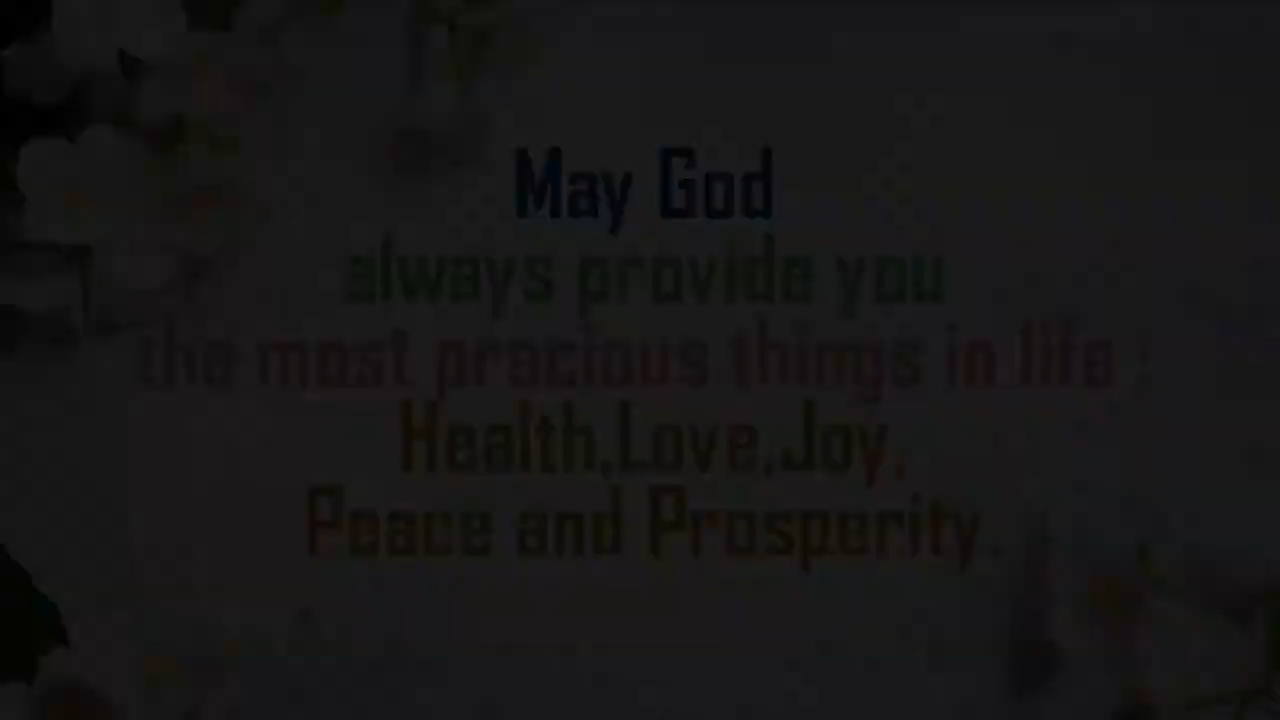 May God
always provide you
the most precious things in life :
Health,Love,Joy,
Peace and Prosperity.